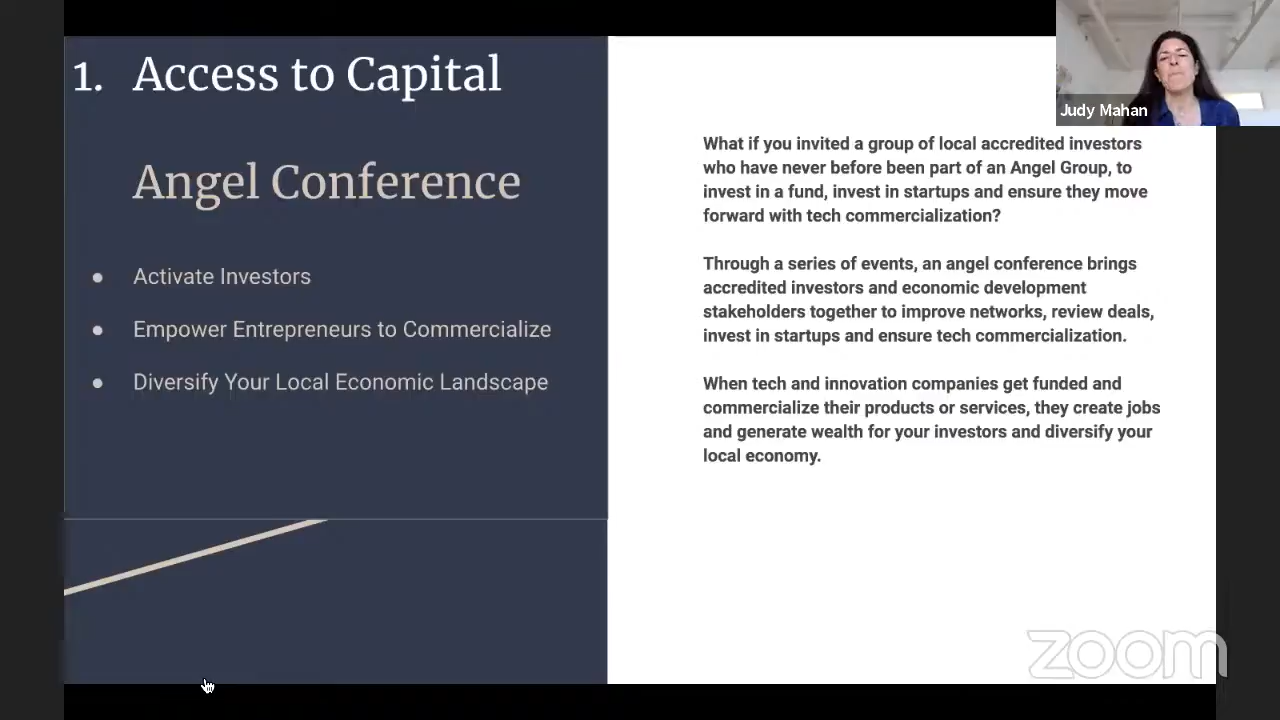 1. Access to Capital
Angel Conference
● Activate Investors
● Empower Entrepreneurs to Commercialize
● Diversify Your Local Economic Landscape
Judy Mahan
What if you invited a group of local accredited investors
who have never before been part of an Angel Group, to
invest in a fund, invest in startups and ensure they move
forward with tech commercialization?
Through a series of events, an angel conference brings
accredited investors and economic development
stakeholders together to improve networks, review deals,
invest in startups and ensure tech commercialization.
When tech and innovation companies get funded and
commercialize their products or services, they create jobs
and generate wealth for your investors and diversify your
local economy.
zoom